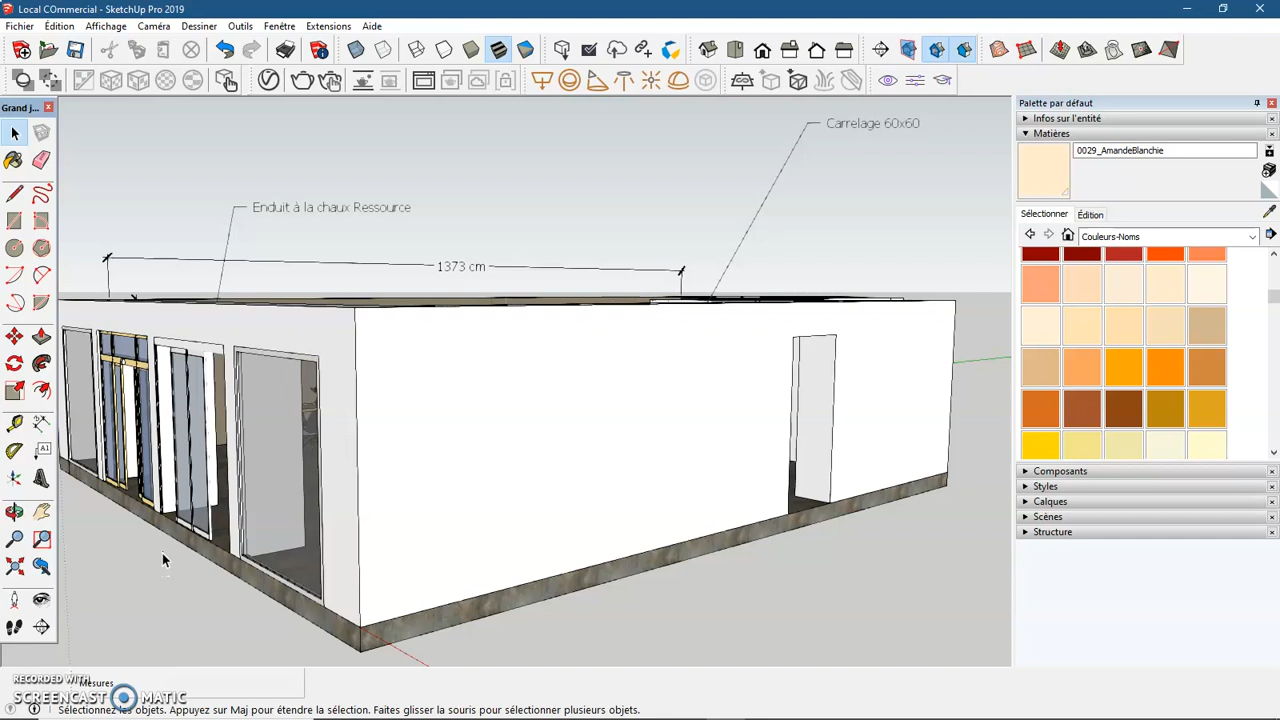 Local COmmercial - SketchUp Pro 2019
Fichier Édition Affichage Caméra Dessiner Outils Fenêtre Extensions Aide
Grand j...
A1
Carrelage 60x60
Enduit à la chaux Ressource
1373 cm
Palette par défaut
Infos sur l'entité
Matières
0029_AmandeBlanchie
Sélectionner Édition
Couleurs-Noms
Composants
Styles
Calques
Scènes
Structure
RECORDED WITH
SCREENCAST MATIC
Mesures
Sélectionnez les objets. Appuyez sur Maj pour étendre la sélection. Faites glisser la souris pour sélectionner plusieurs objets.